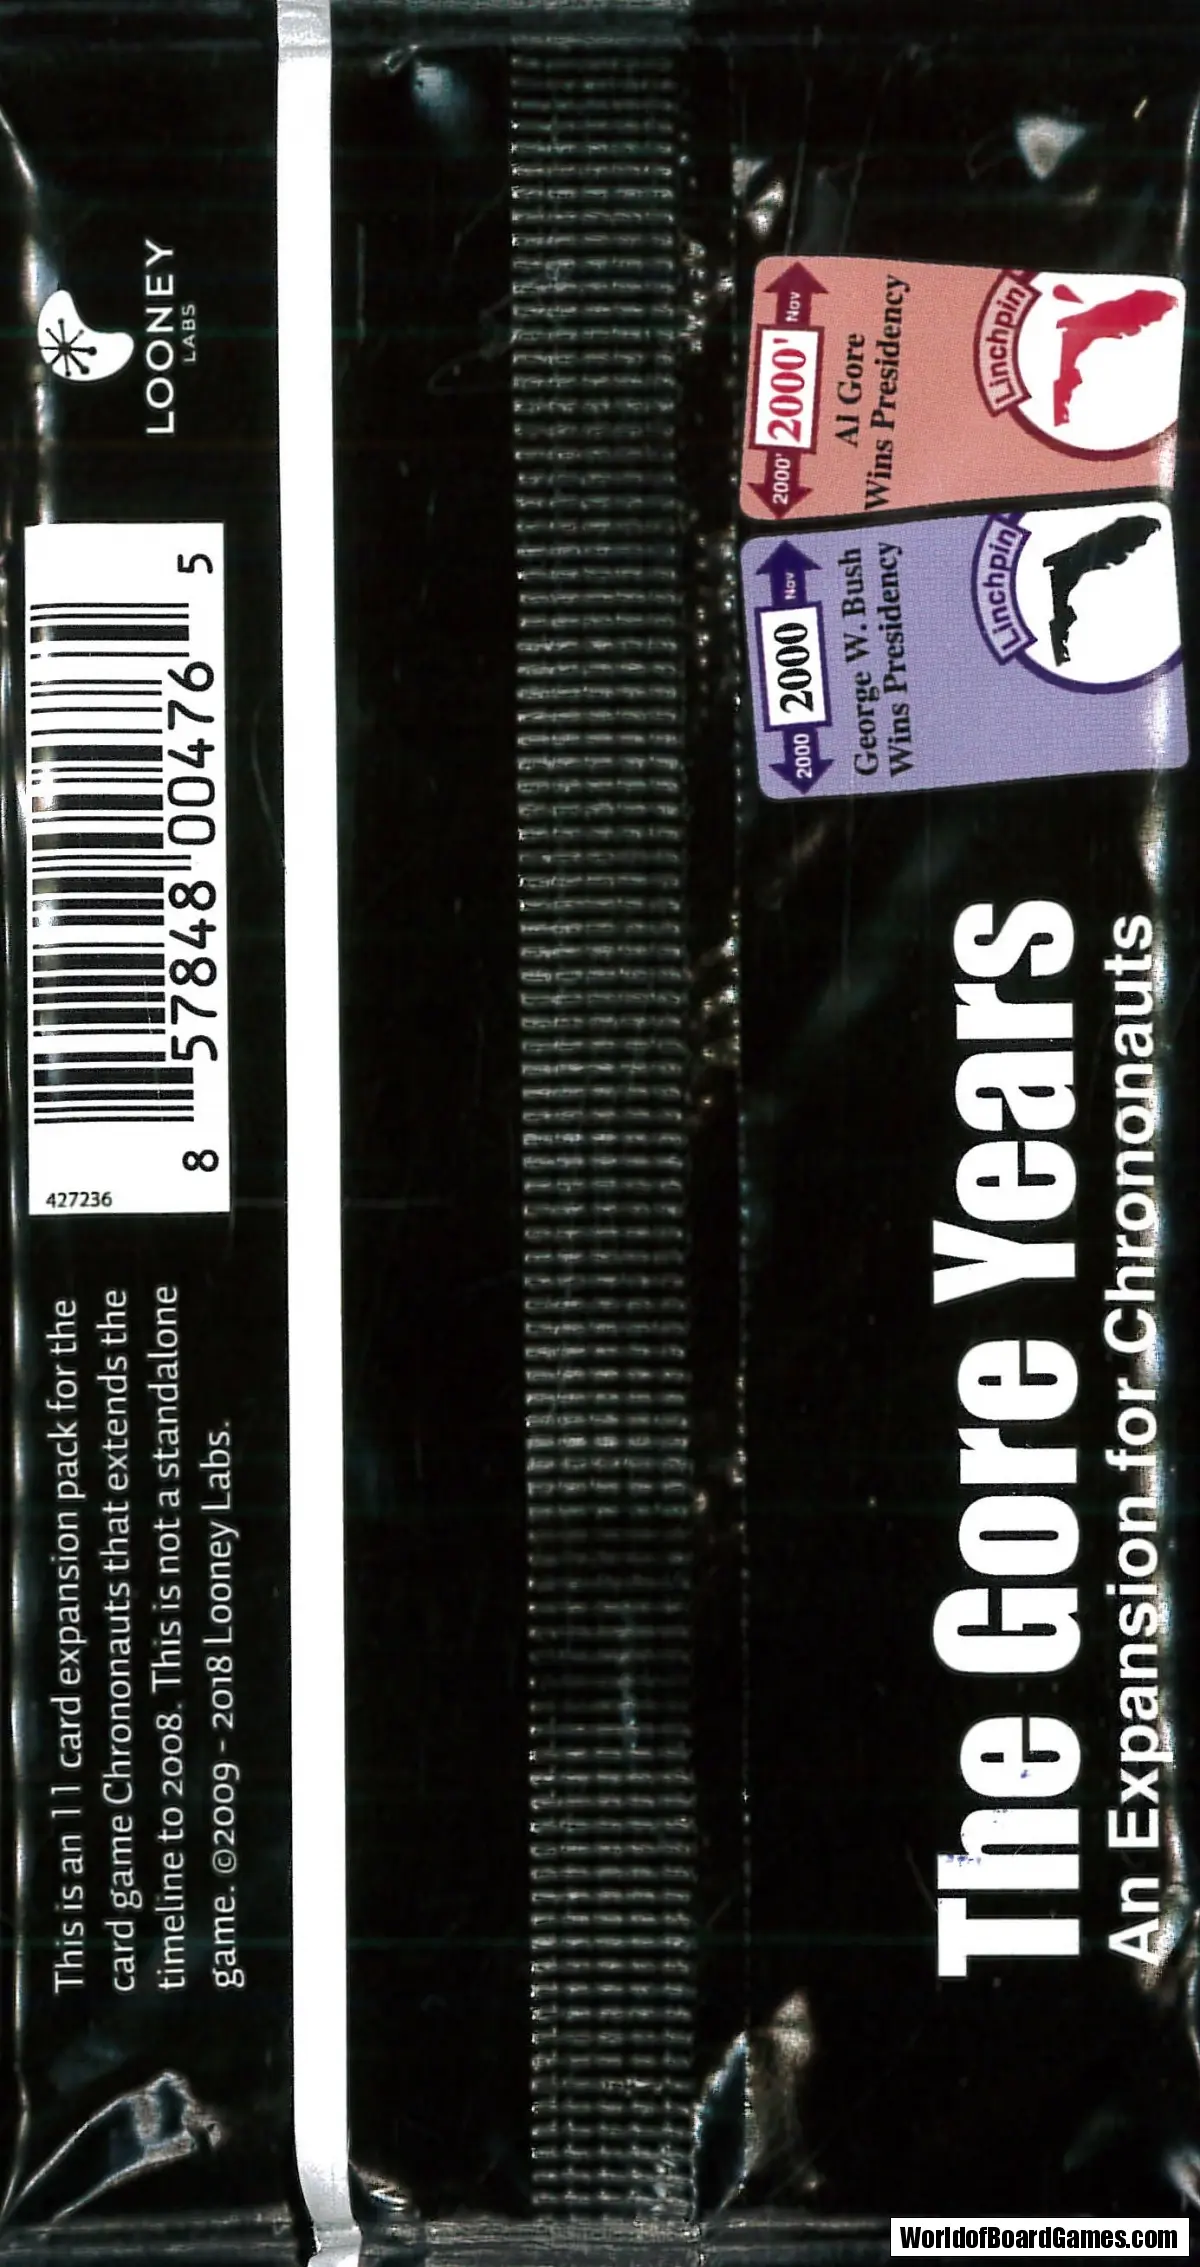 This is an 11 card expansion pack for the
card game Chrononauts that extends the
timeline to 2008. This is not a standalone
game. ©2009 - 2018 Looney Labs.
427236
8 57848 00476 5
LOONEY
LABS
The Gore Years
An Expansion for Chrononauts
2000 2000 Nov
George W. Bush
Wins Presidency
Linchpin
2000' 2000' Nov
Al Gore
Wins Presidency
Linchpin
WorldofBoardGames.com